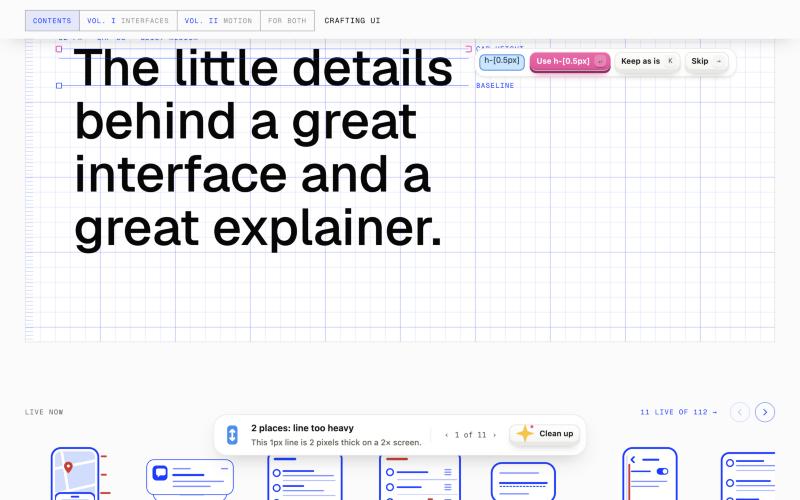 CONTENTS VOL. I INTERFACES VOL. II MOTION FOR BOTH CRAFTING UI
The little details
h-[0.5px] Use h-[0.5px] Keep as is K Skip →
BASELINE
behind a great
interface and a
great explainer.
LIVE NOW
11 LIVE OF 112 →
2 places: line too heavy
This 1px line is 2 pixels thick on a 2x screen.
‹ 1 of 11 ›
Clean up